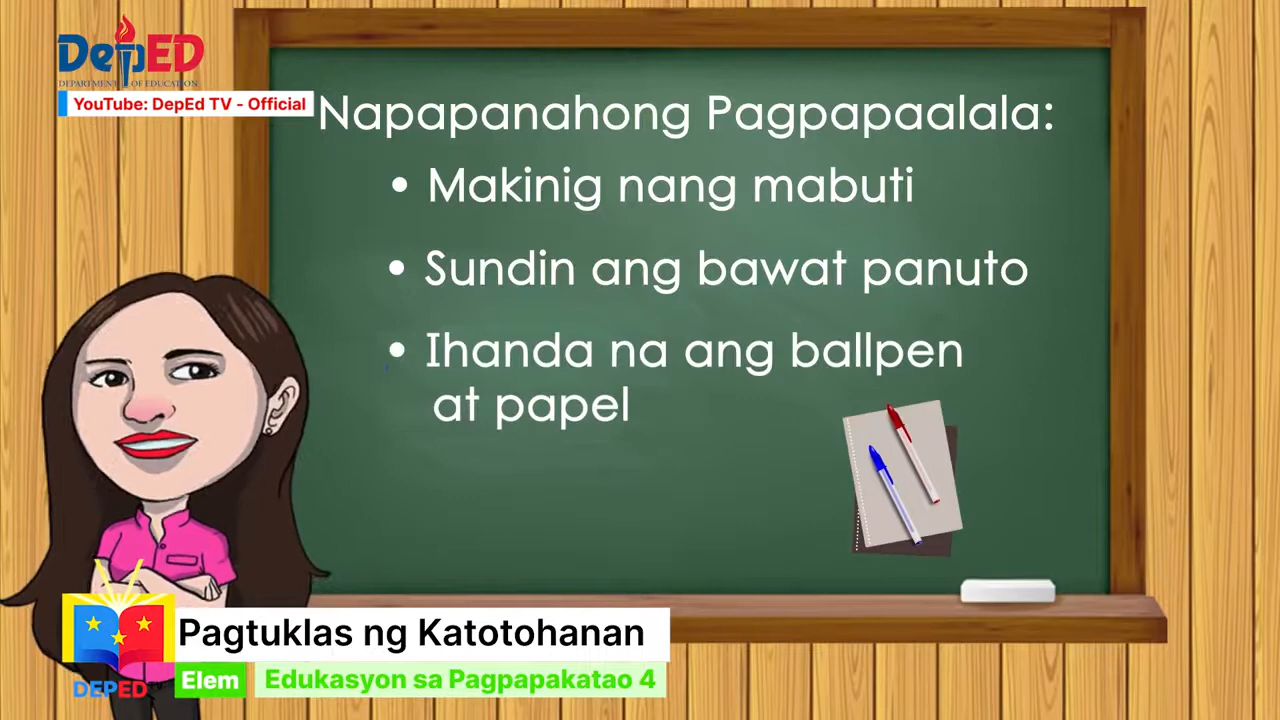 DepED
DEPARTMENT OF EDUCATION
YouTube: DepEd TV - Official
Napapanahong Pagpapaalala:
• Makinig nang mabuti
• Sundin ang bawat panuto
• Ihanda na ang ballpen
at papel
Pagtuklas ng Katotohanan
DEPED TV
Elem
Edukasyon sa Pagpapakatao 4